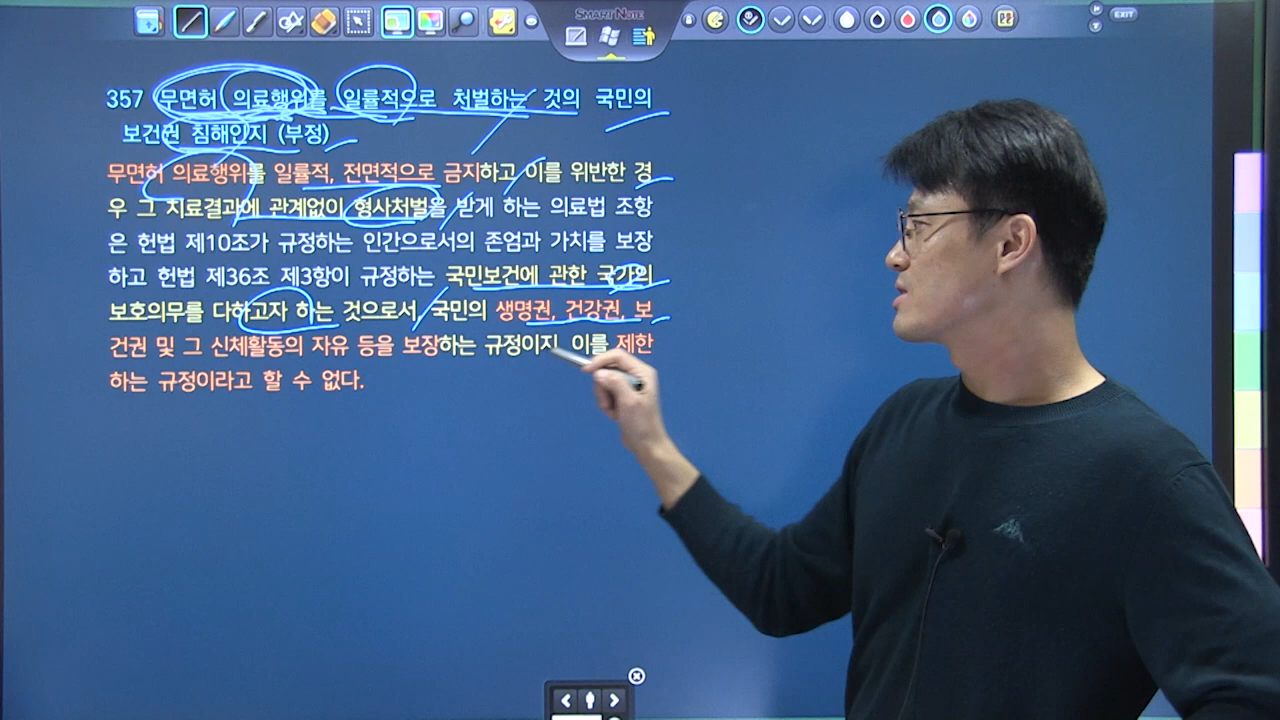 SMART NOTE
EXIT
357 무면허 의료행위를 일률적으로 처벌하는 것의 국민의
보건권 침해인지 (부정)
무면허 의료행위를 일률적, 전면적으로 금지하고 이를 위반한 경
우 그 치료결과에 관계없이 형사처벌을 받게 하는 의료법 조항
은 헌법 제10조가 규정하는 인간으로서의 존엄과 가치를 보장
하고 헌법 제36조 제3항이 규정하는 국민보건에 관한 국가의
보호의무를 다하고자 하는 것으로서, 국민의 생명권, 건강권, 보
건권 및 그 신체활동의 자유 등을 보장하는 규정이지, 이를 제한
하는 규정이라고 할 수 없다.